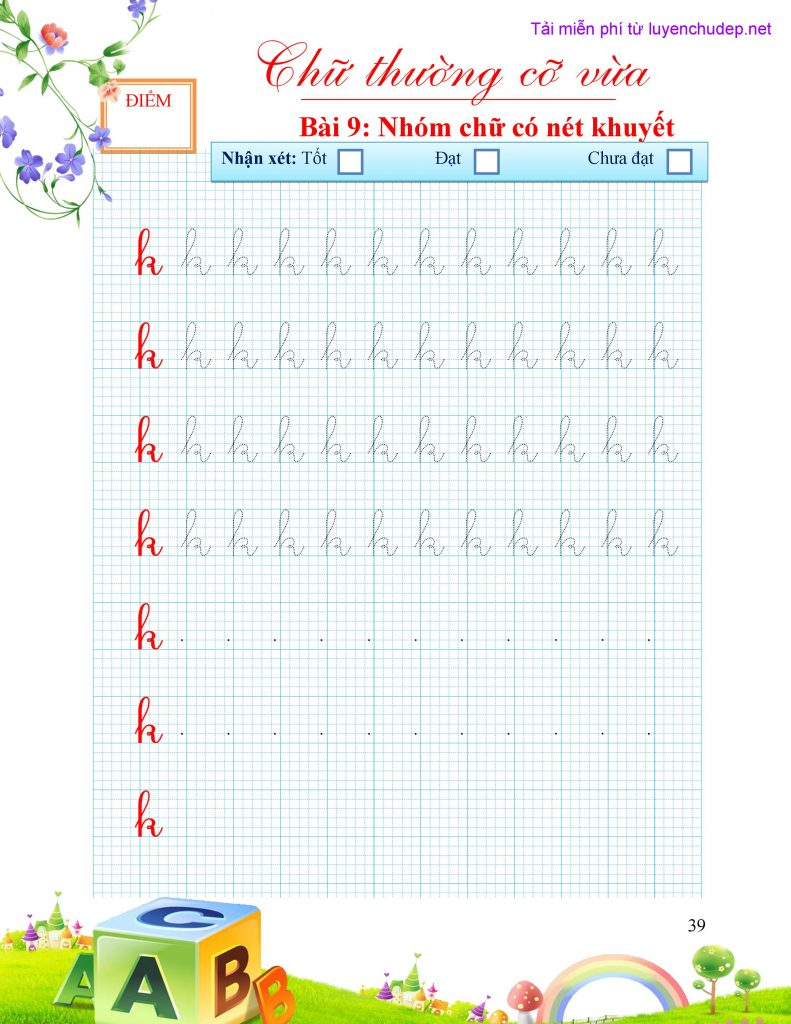 Tải miễn phí từ luyenchudep.net
Chữ thường cỡ vừa
ĐIỂM
Bài 9: Nhóm chữ có nét khuyết
Nhận xét: Tốt Đạt Chưa đạt
k k k k k k k k k k k k
k k k k k k k k k k k k
k k k k k k k k k k k k
k k k k k k k k k k k k
k . . . . . . . . . . .
k . . . . . . . . . . .
k
39
A A C B B